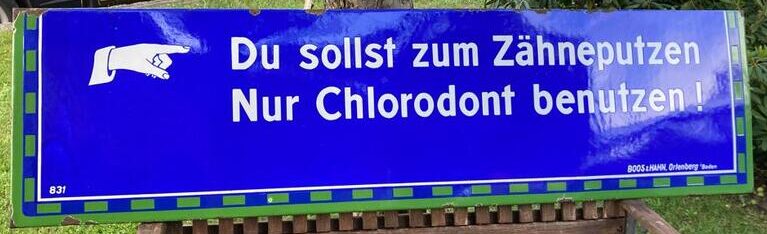 Du sollst zum Zähneputzen
Nur Chlorodont benutzen!
831
BOOS & HAHN, Ortenberg /Baden